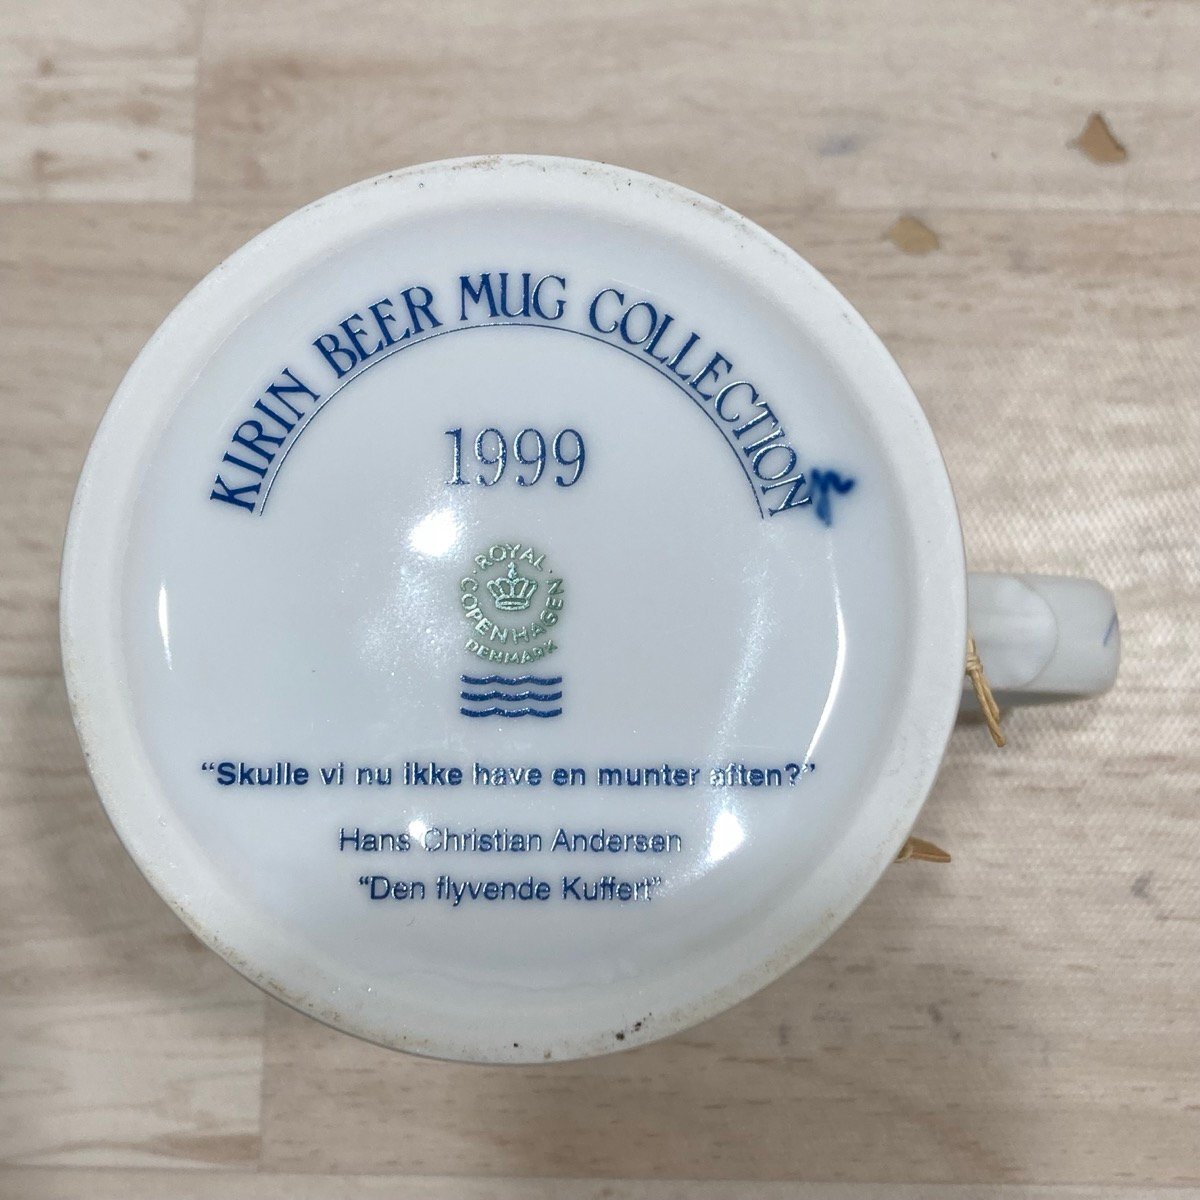 KIRIN BEER MUG COLLECTION
1999
ROYAL
COPENHAGEN
DENMARK
“Skulle vi nu ikke have en munter aften?”
Hans Christian Andersen
“Den flyvende Kuffert”